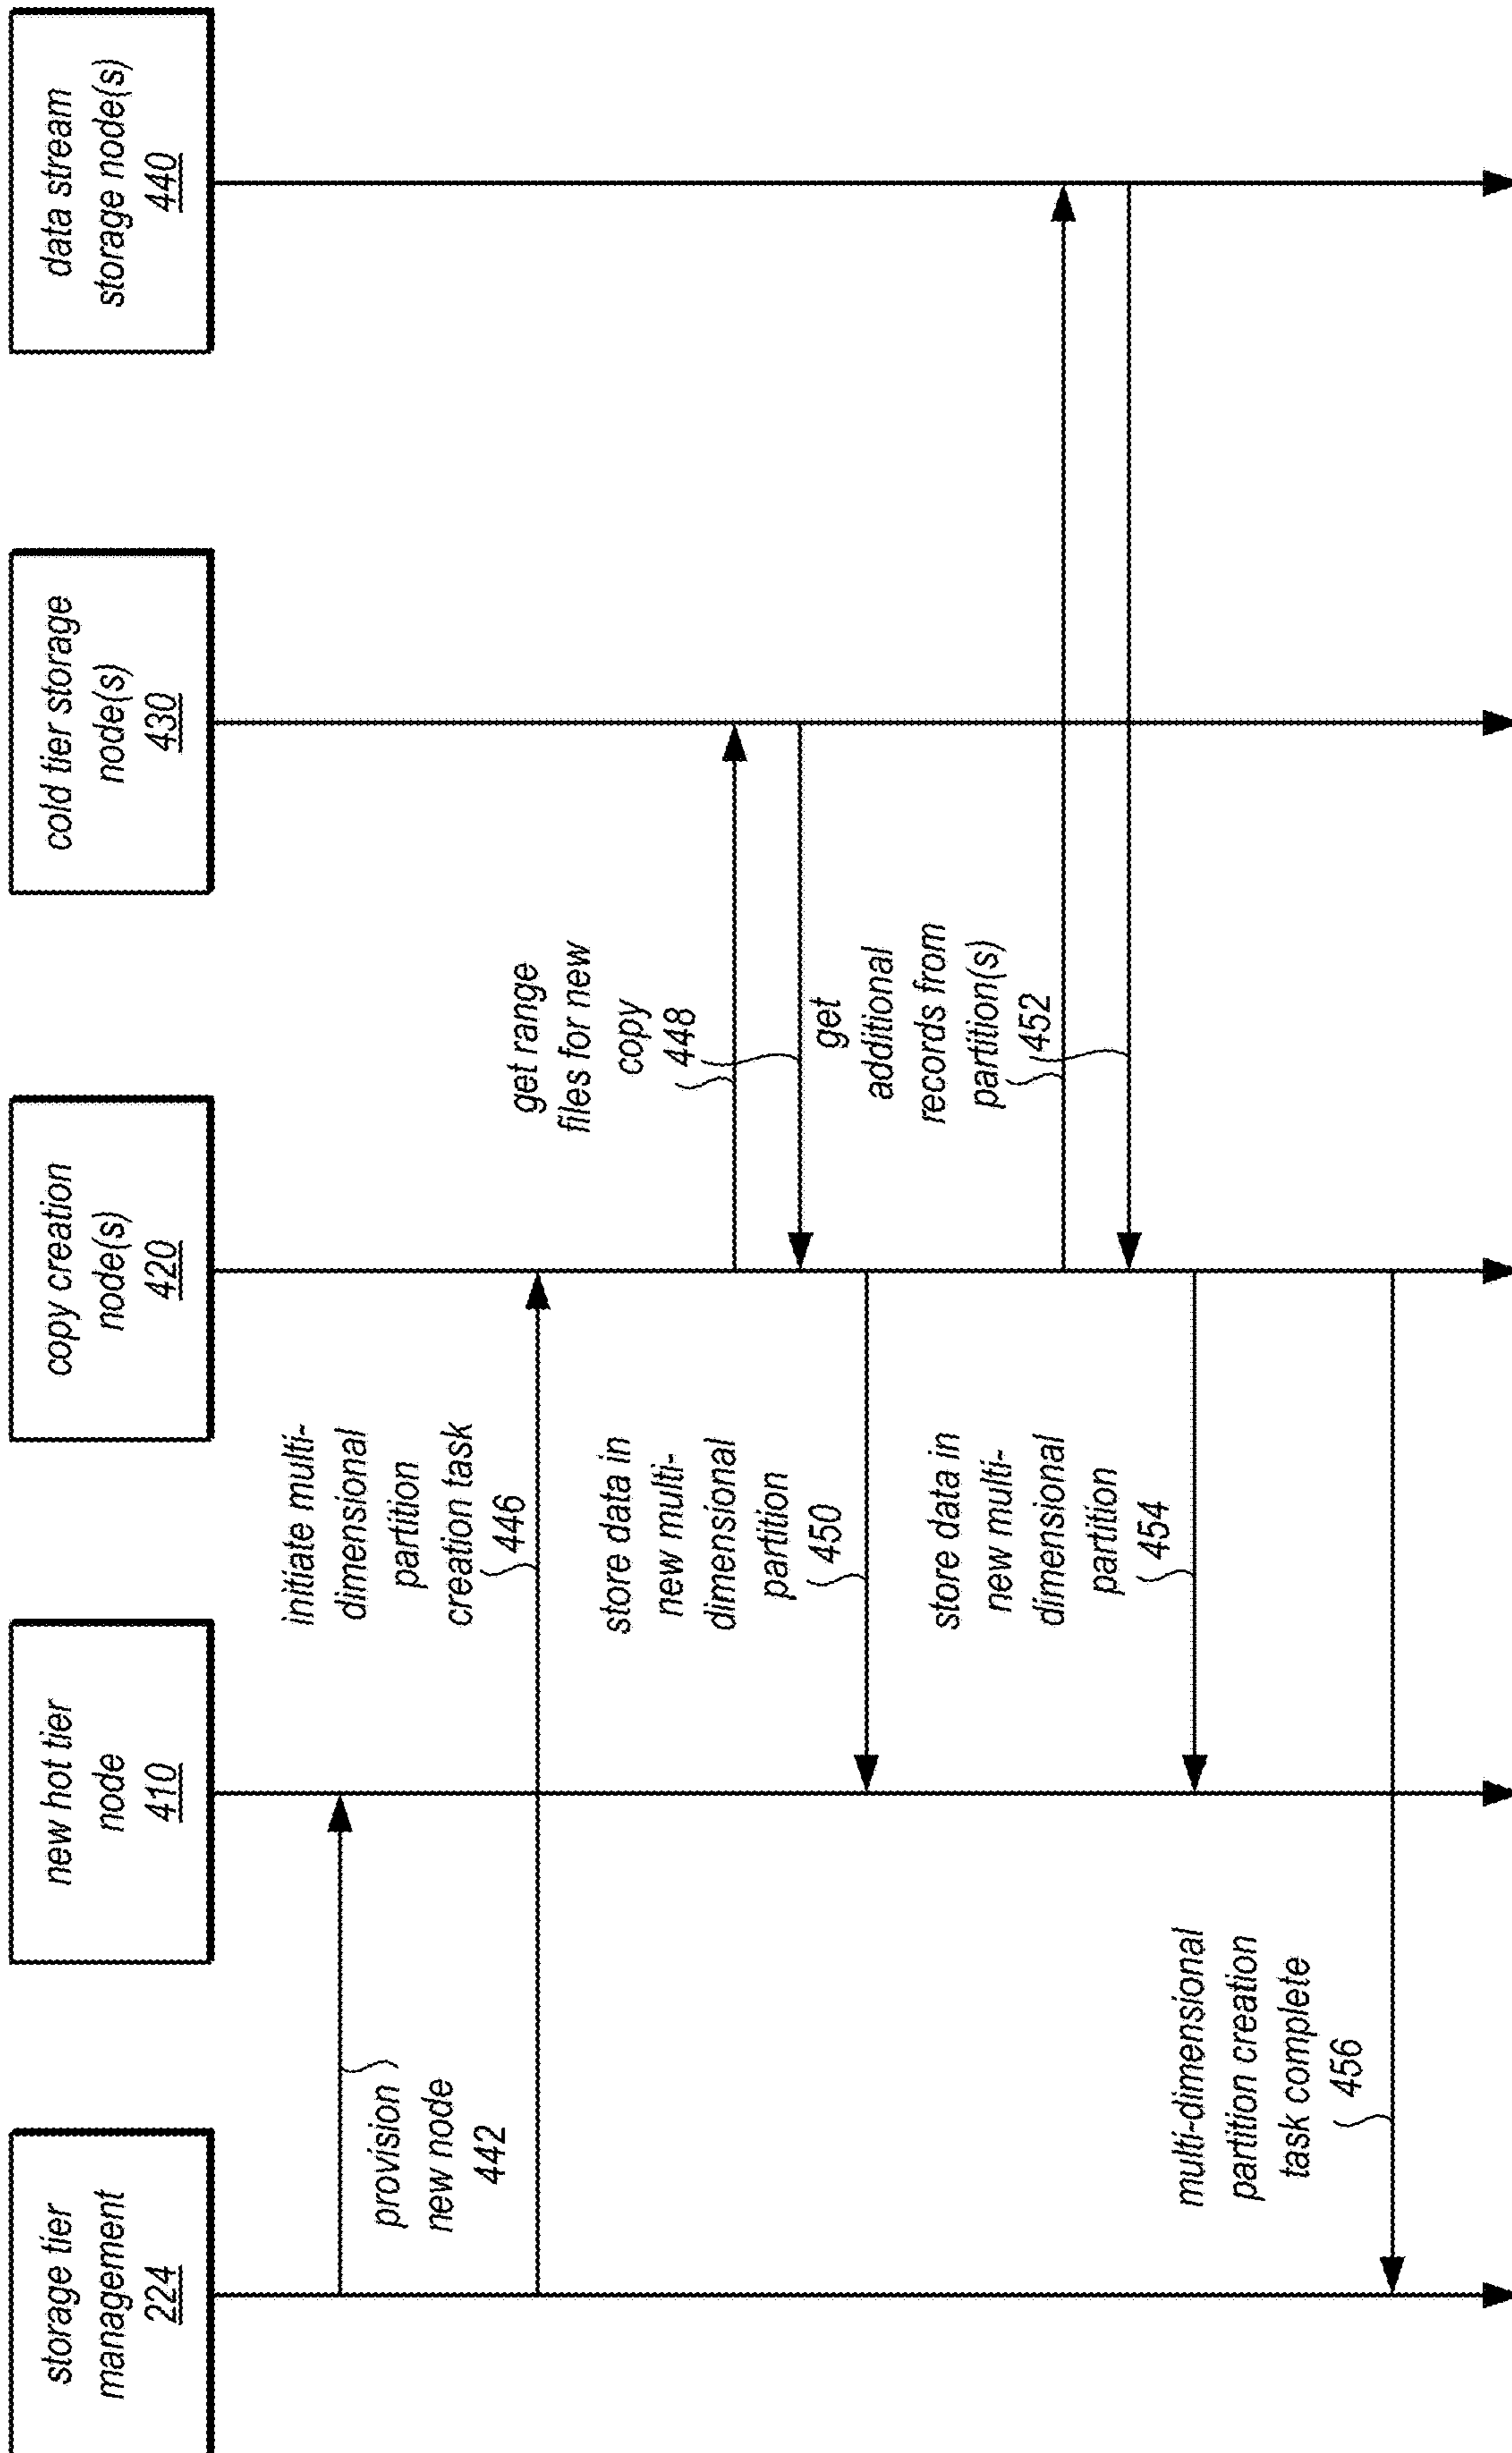 storage tier
management
224
new hot tier
node
410
copy creation
node(s)
420
cold tier storage
node(s)
430
data stream
storage node(s)
440
provision
new node
442
initiate multi-
dimensional
partition
creation task
446
get range
files for new
copy
448
store data in
new multi-
dimensional
partition
450
get
additional
records from
partition(s)
452
store data in
new multi-
dimensional
partition
454
multi-dimensional
partition creation
task complete
456